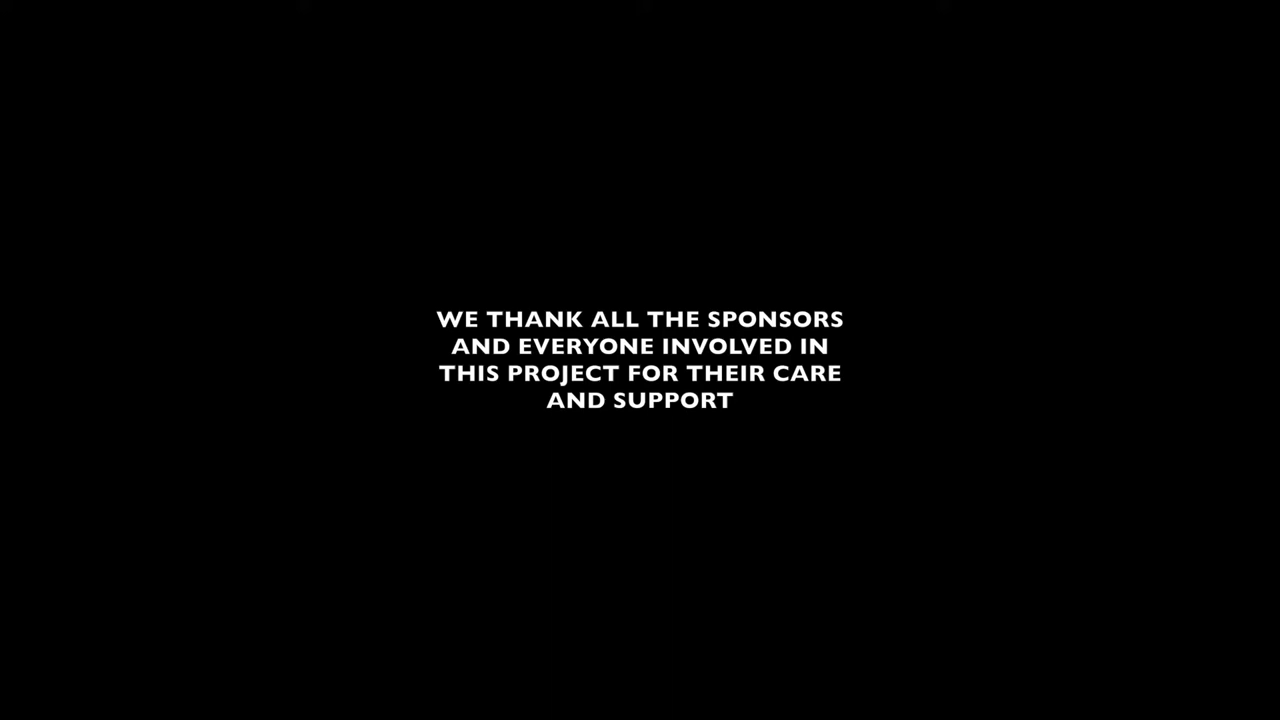 WE THANK ALL THE SPONSORS
AND EVERYONE INVOLVED IN
THIS PROJECT FOR THEIR CARE
AND SUPPORT